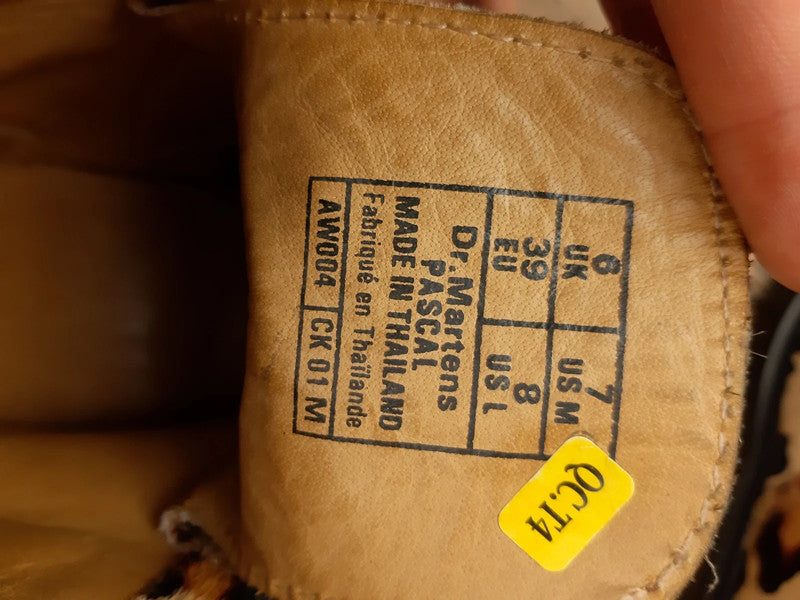 6 UK 7 US M
39 EU 8 US L
Dr. Martens
PASCAL
MADE IN THAILAND
Fabriqué en Thaïlande
AW004 CK 01 M
QC.T4